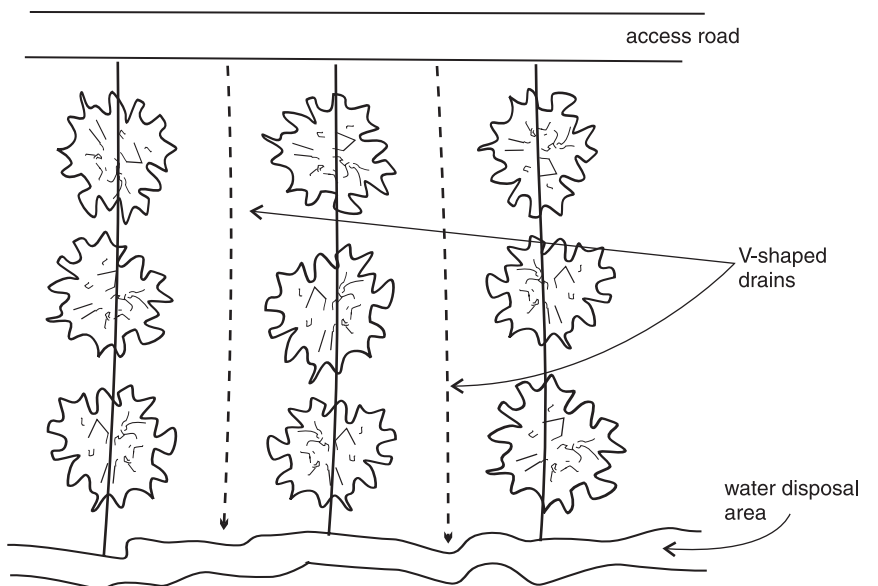 access road
V-shaped
drains
water disposal
area